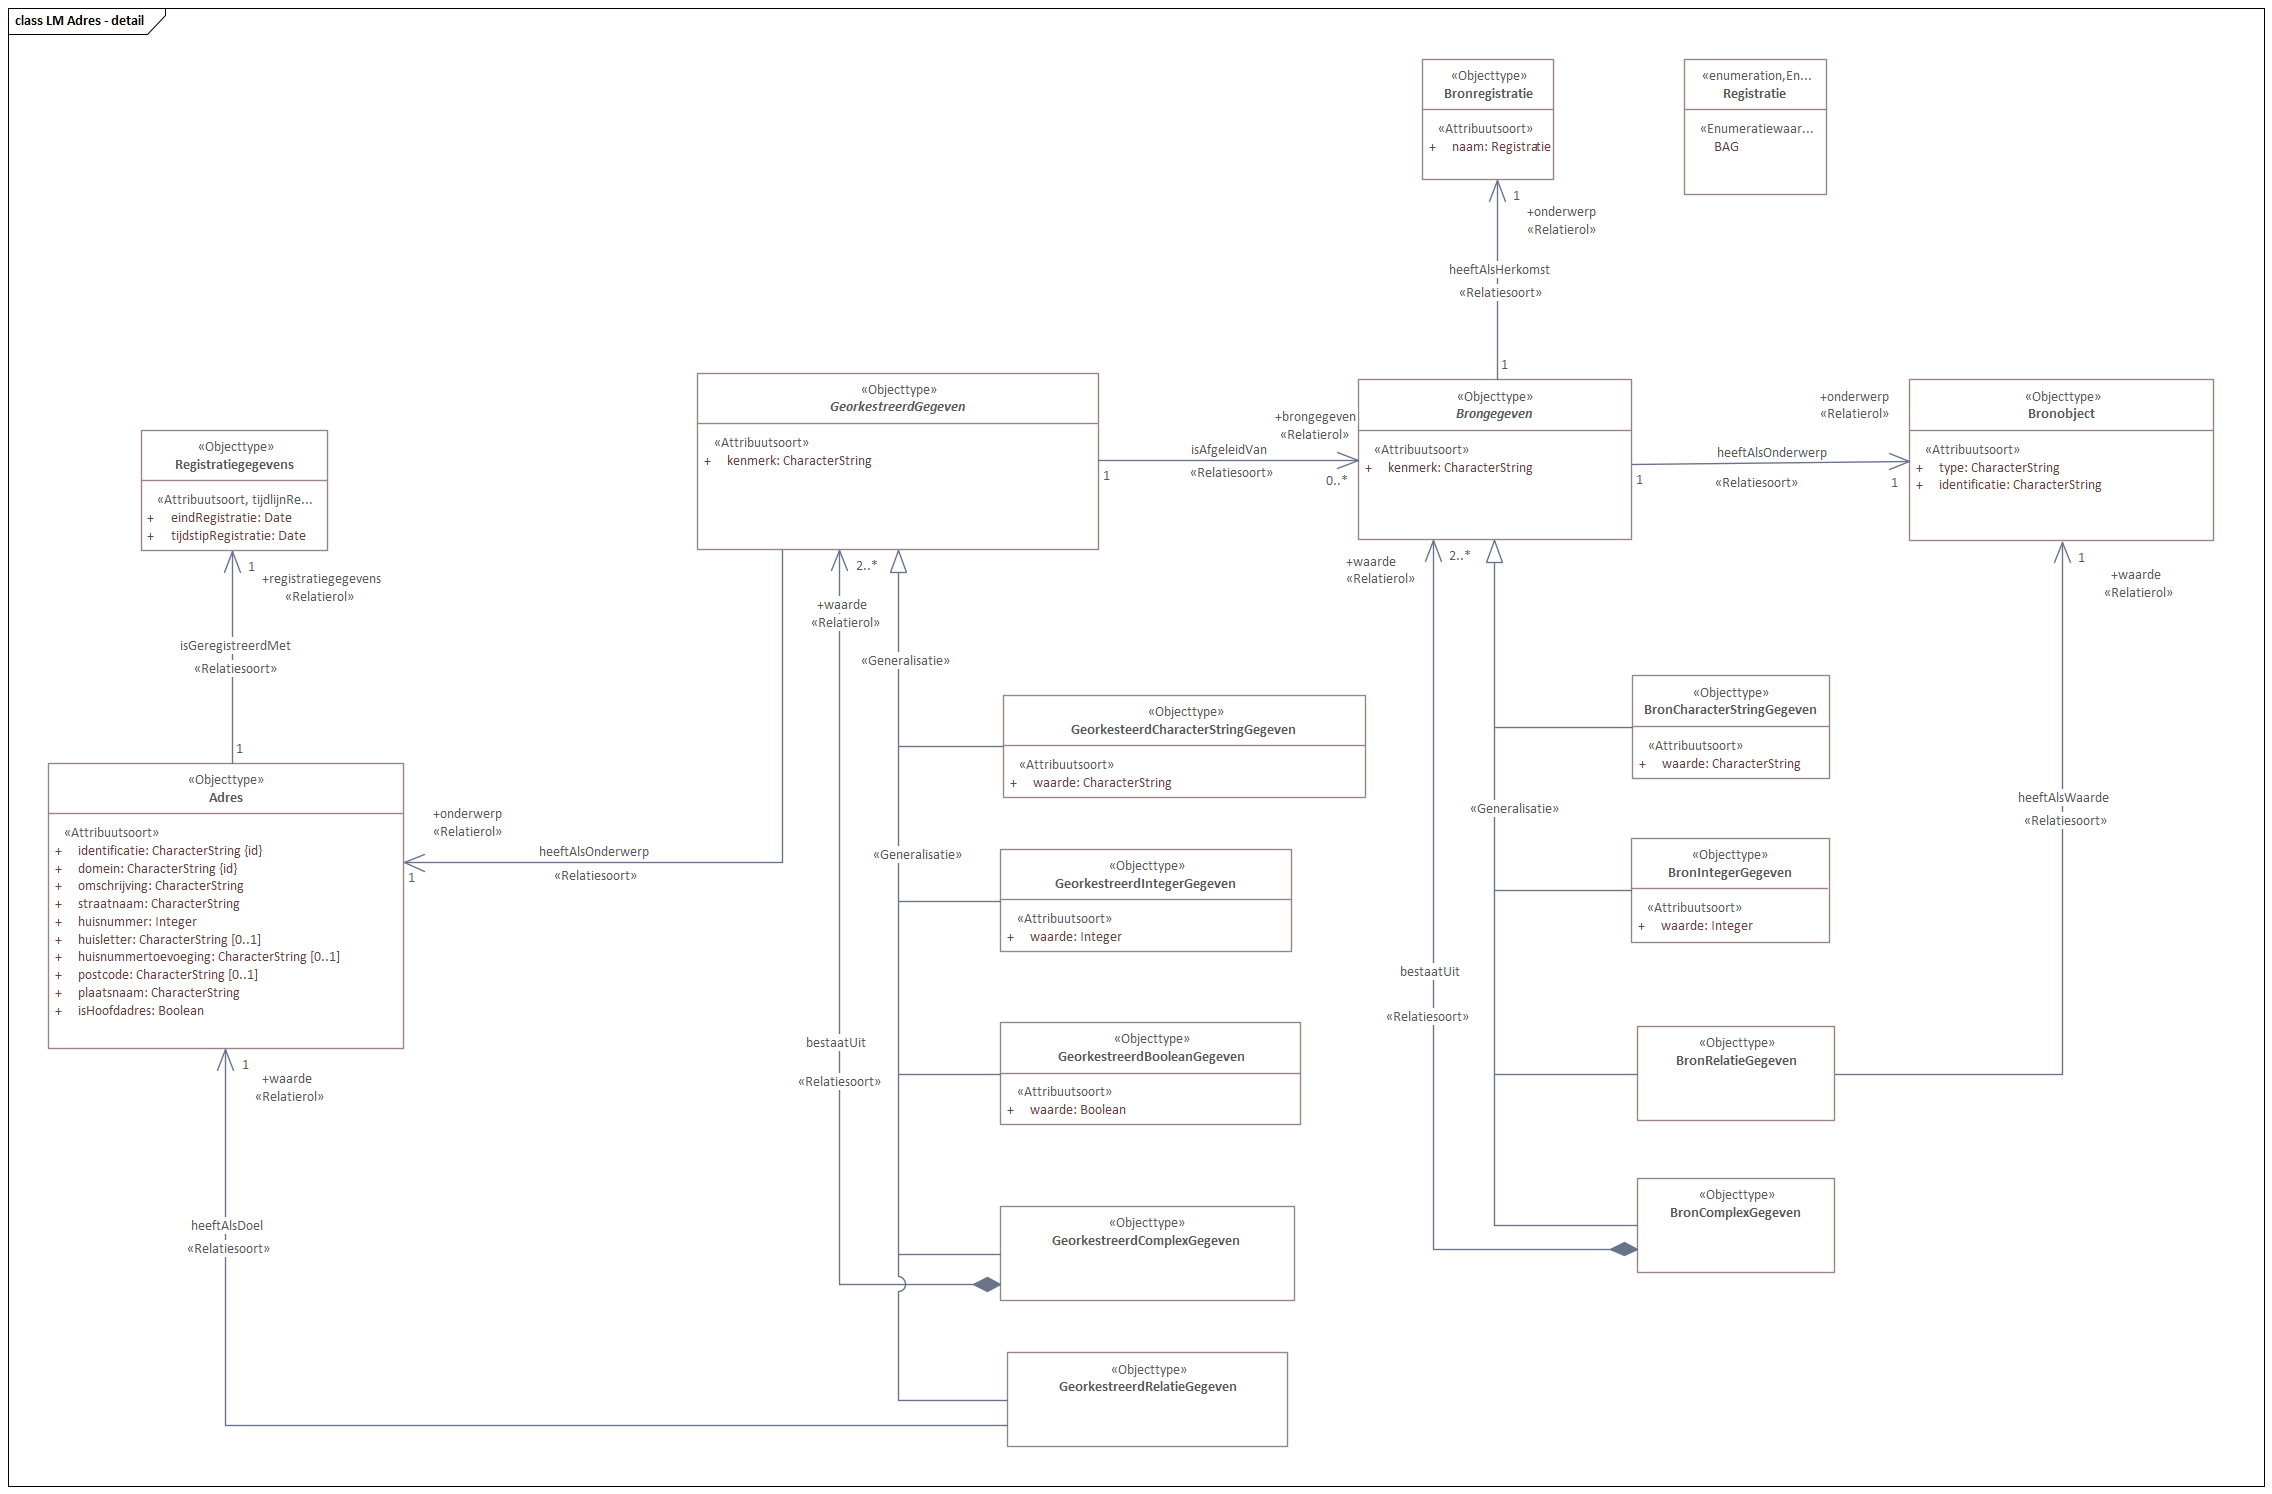 class LM Adres - detail
«Objecttype»
Bronregistratie
«Attribuutsoort»
+ naam: Registratie
«enumeration,En...
Registratie
«Enumeratiewaar...
BAG
1
+onderwerp
«Relatierol»
heeftAlsHerkomst
«Relatiesoort»
1
«Objecttype»
GeorkestreerdGegeven
«Attribuutsoort»
+ kenmerk: CharacterString
+brongegeven
«Relatierol»
isAfgeleidVan
«Relatiesoort»
1
0..*
«Objecttype»
Brongegeven
«Attribuutsoort»
+ kenmerk: CharacterString
+onderwerp
«Relatierol»
heeftAlsOnderwerp
«Relatiesoort»
1
1
«Objecttype»
Bronobject
«Attribuutsoort»
+ type: CharacterString
+ identificatie: CharacterString
«Objecttype»
Registratiegegevens
«Attribuutsoort, tijdlijnRe...
+ eindRegistratie: Date
+ tijdstipRegistratie: Date
1
+registratiegegevens
«Relatierol»
isGeregistreerdMet
«Relatiesoort»
1
2..*
+waarde
«Relatierol»
«Generalisatie»
+waarde
«Relatierol»
2..*
1
+waarde
«Relatierol»
«Objecttype»
GeorkesteerdCharacterStringGegeven
«Attribuutsoort»
+ waarde: CharacterString
«Objecttype»
BronCharacterStringGegeven
«Attribuutsoort»
+ waarde: CharacterString
«Generalisatie»
heeftAlsWaarde
«Relatiesoort»
«Objecttype»
Adres
«Attribuutsoort»
+ identificatie: CharacterString {id}
+ domein: CharacterString {id}
+ omschrijving: CharacterString
+ straatnaam: CharacterString
+ huisnummer: Integer
+ huisletter: CharacterString [0..1]
+ huisnummertoevoeging: CharacterString [0..1]
+ postcode: CharacterString [0..1]
+ plaatsnaam: CharacterString
+ isHoofdadres: Boolean
+onderwerp
«Relatierol»
heeftAlsOnderwerp
«Relatiesoort»
1
«Generalisatie»
«Objecttype»
GeorkestreerdIntegerGegeven
«Attribuutsoort»
+ waarde: Integer
«Objecttype»
BronIntegerGegeven
«Attribuutsoort»
+ waarde: Integer
bestaatUit
«Relatiesoort»
bestaatUit
«Relatiesoort»
«Objecttype»
GeorkestreerdBooleanGegeven
«Attribuutsoort»
+ waarde: Boolean
«Objecttype»
BronRelatieGegeven
1
+waarde
«Relatierol»
heeftAlsDoel
«Relatiesoort»
«Objecttype»
GeorkestreerdComplexGegeven
«Objecttype»
BronComplexGegeven
«Objecttype»
GeorkestreerdRelatieGegeven